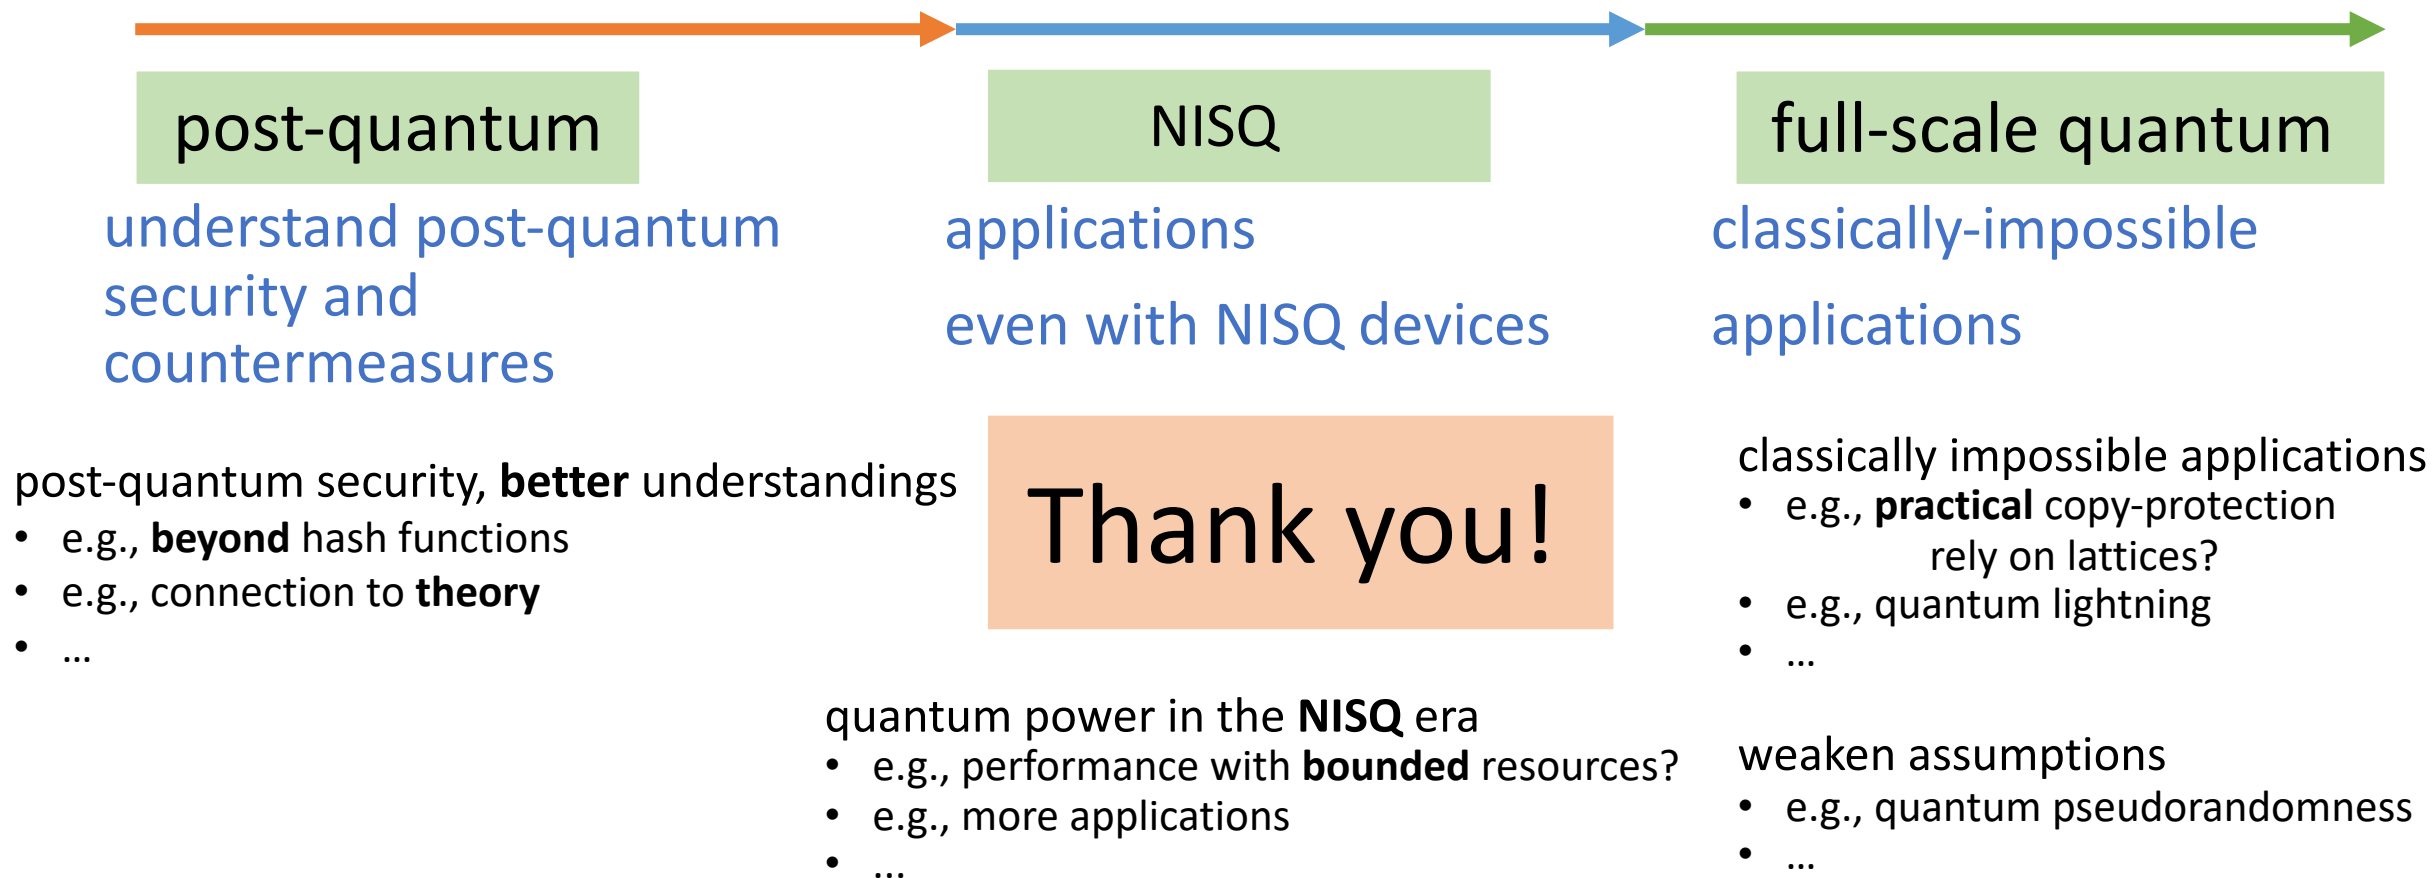 post-quantum
understand post-quantum
security and
countermeasures
post-quantum security, better understandings
• e.g., beyond hash functions
• e.g., connection to theory
• ...
NISQ
applications
even with NISQ devices
Thank you!
quantum power in the NISQ era
• e.g., performance with bounded resources?
• e.g., more applications
• ...
full-scale quantum
classically-impossible
applications
classically impossible applications
• e.g., practical copy-protection
rely on lattices?
• e.g., quantum lightning
• ...
weaken assumptions
• e.g., quantum pseudorandomness
• ...